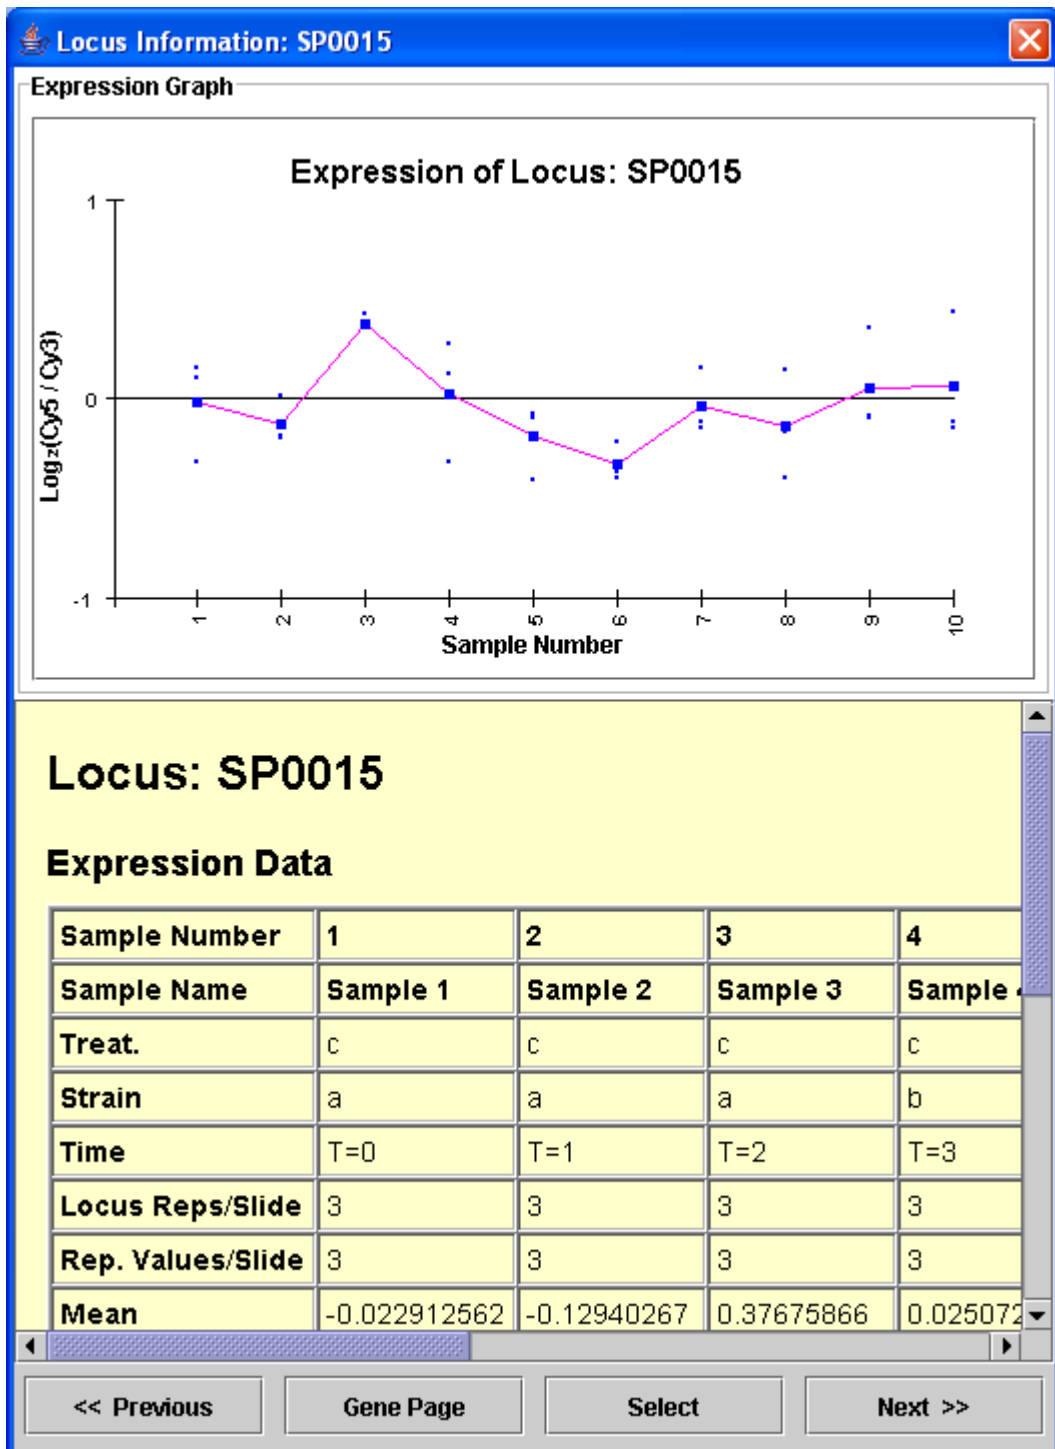 Locus Information: SP0015
Expression Graph
Expression of Locus: SP0015
1
0
-1
Log₂(Cy5 / Cy3)
1 2 3 4 5 6 7 8 9 10
Sample Number
Locus: SP0015
Expression Data
Sample Number 1 2 3 4
Sample Name Sample 1 Sample 2 Sample 3 Sample
Treat. c c c c
Strain a a a b
Time T=0 T=1 T=2 T=3
Locus Reps/Slide 3 3 3 3
Rep. Values/Slide 3 3 3 3
Mean -0.022912562 -0.12940267 0.37675866 0.025072
<< Previous Gene Page Select Next >>